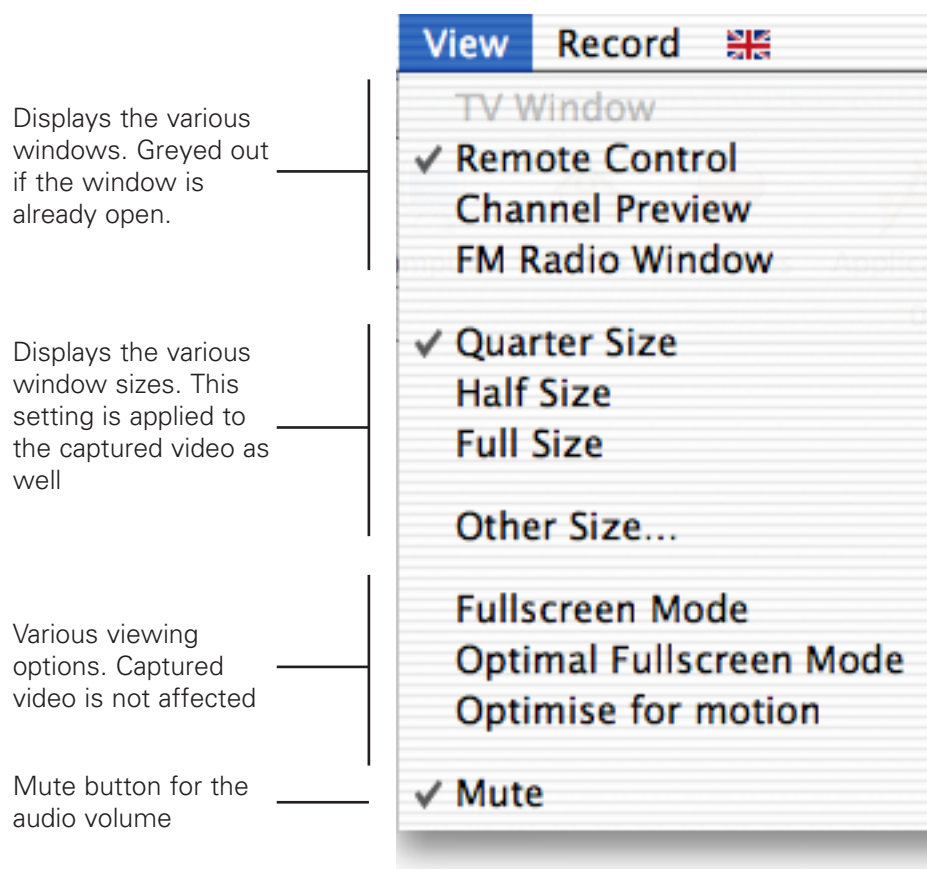 View Record
Displays the various
windows. Greyed out
if the window is
already open.
TV Window
Remote Control
Channel Preview
FM Radio Window
Displays the various
window sizes. This
setting is applied to
the captured video as
well
Quarter Size
Half Size
Full Size
Other Size...
Various viewing
options. Captured
video is not affected
Fullscreen Mode
Optimal Fullscreen Mode
Optimise for motion
Mute button for the
audio volume
Mute